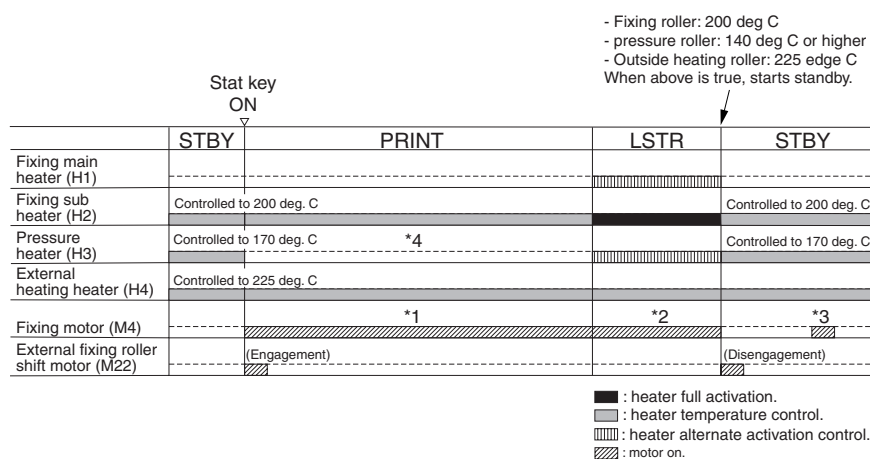 - Fixing roller: 200 deg C
- pressure roller: 140 deg C or higher
- Outside heating roller: 225 edge C
When above is true, starts standby.
Stat key
ON
STBY PRINT LSTR STBY
Fixing main
heater (H1)
Fixing sub
heater (H2)
Controlled to 200 deg. C
Controlled to 200 deg. C
Pressure
heater (H3)
Controlled to 170 deg. C
*4
Controlled to 170 deg. C
External
heating heater (H4)
Controlled to 225 deg. C
Fixing motor (M4)
*1
*2
*3
External fixing roller
shift motor (M22)
(Engagement)
(Disengagement)
: heater full activation.
: heater temperature control.
: heater alternate activation control.
: motor on.